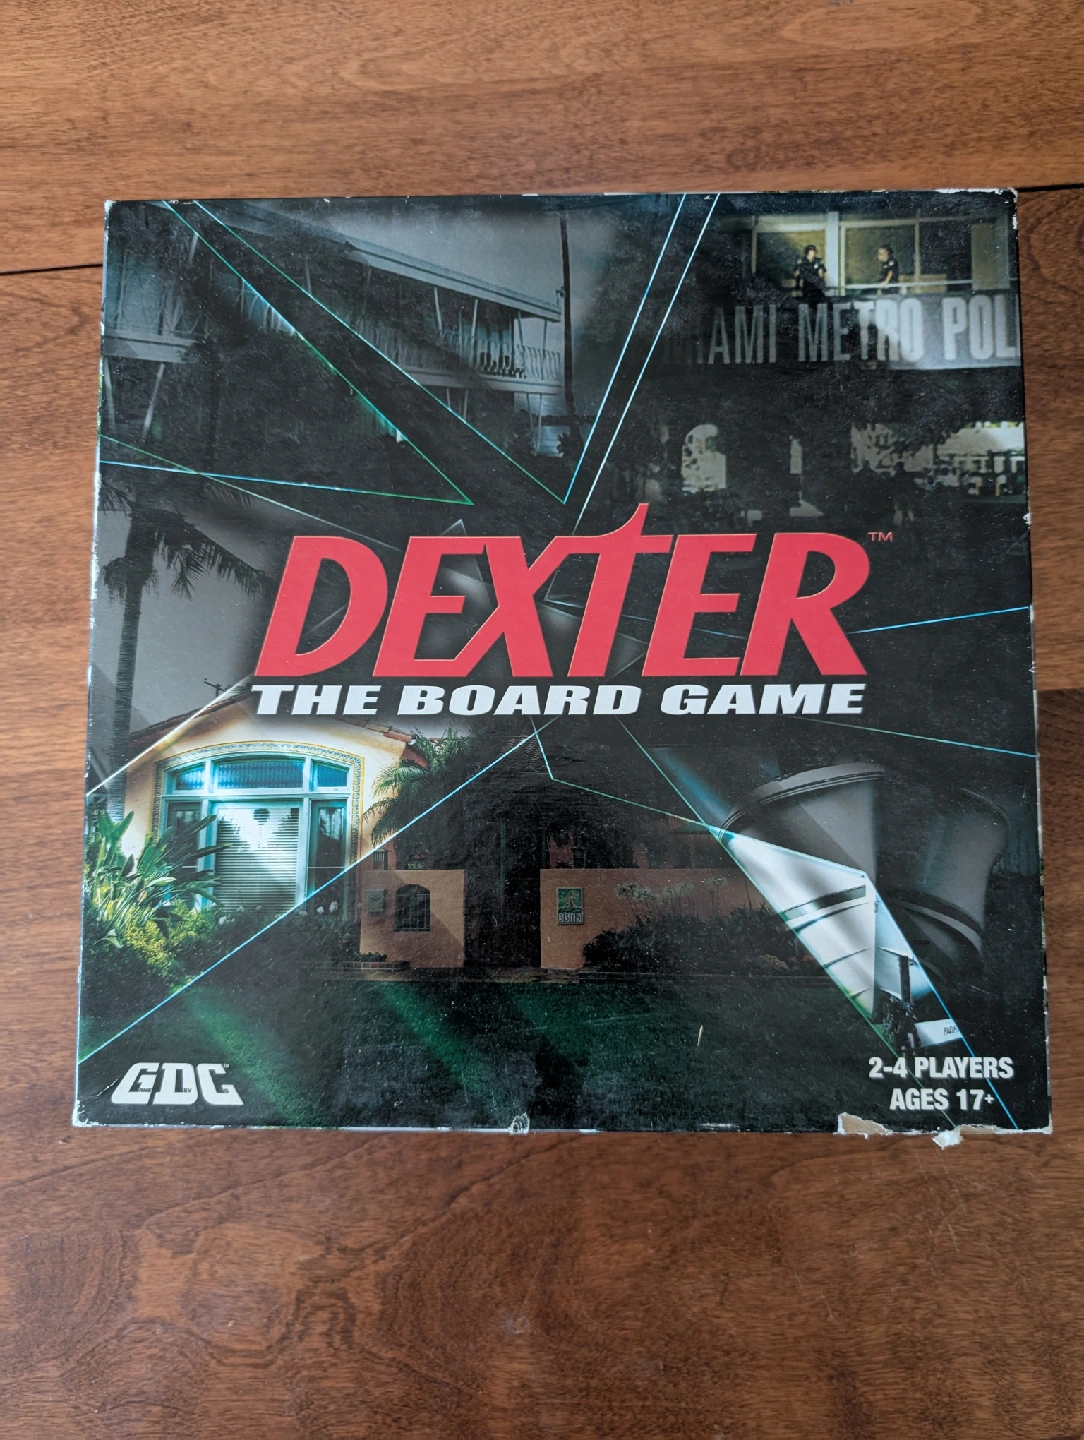 AMI METRO POL
DEXTER™
THE BOARD GAME
GDC
2-4 PLAYERS
AGES 17+